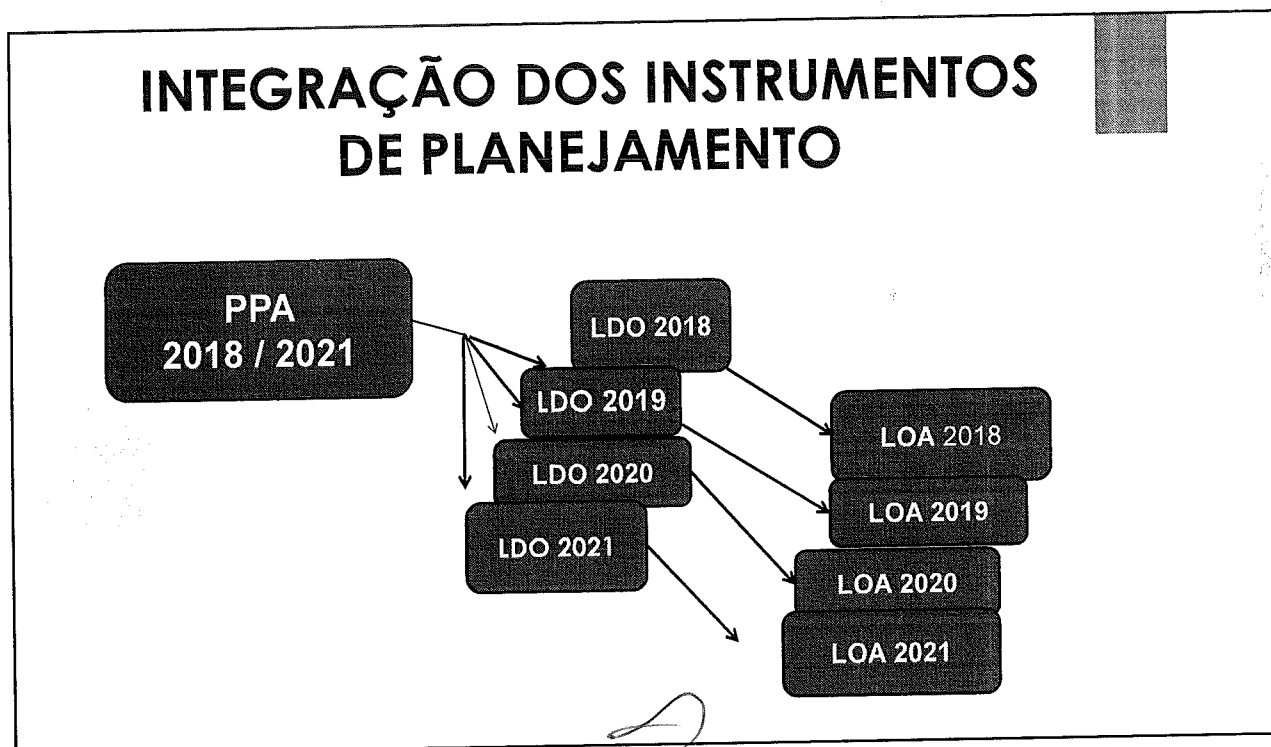 INTEGRAÇÃO DOS INSTRUMENTOS
DE PLANEJAMENTO
PPA
2018 / 2021
LDO 2018
LDO 2019
LDO 2020
LDO 2021
LOA 2018
LOA 2019
LOA 2020
LOA 2021